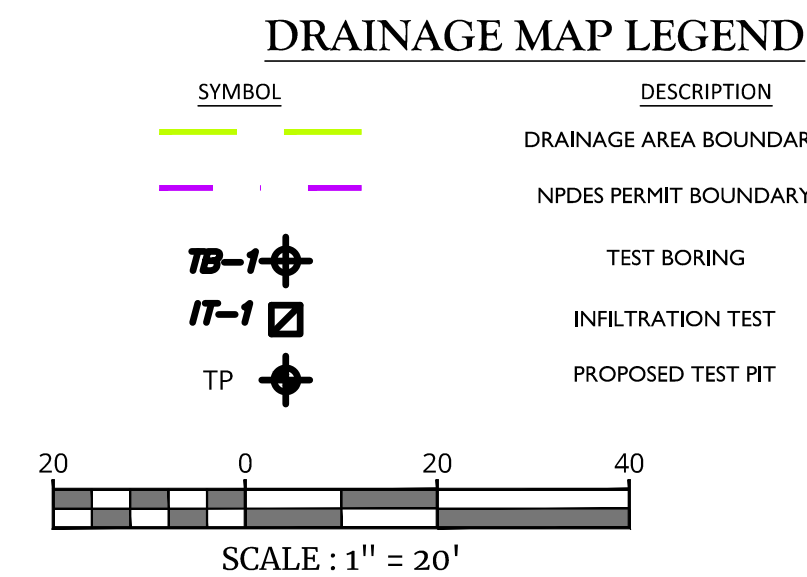 DRAINAGE MAP LEGEND
SYMBOL DESCRIPTION
DRAINAGE AREA BOUNDAR
NPDES PERMIT BOUNDARY
TB-1 TEST BORING
IT-1 INFILTRATION TEST
TP PROPOSED TEST PIT
20 0 20 40
SCALE : 1" = 20'